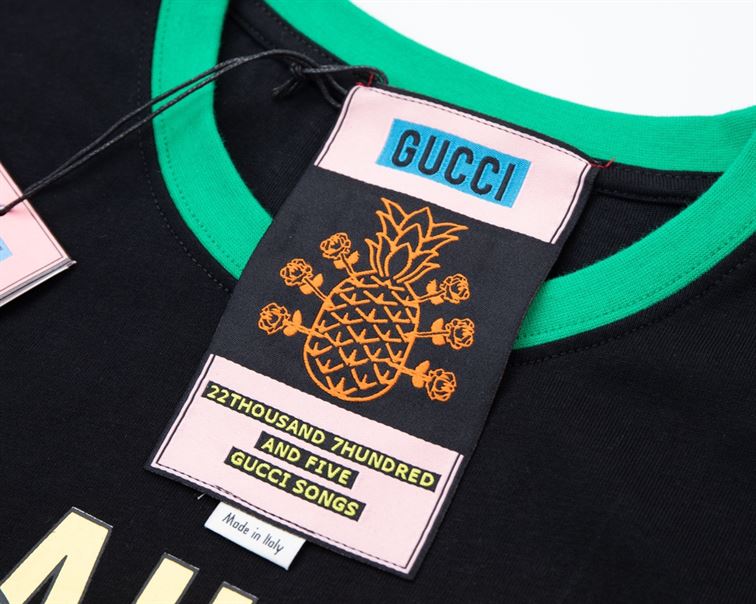 GUCCI
22THOUSAND 7HUNDRED
AND FIVE
GUCCI SONGS
Made in Italy